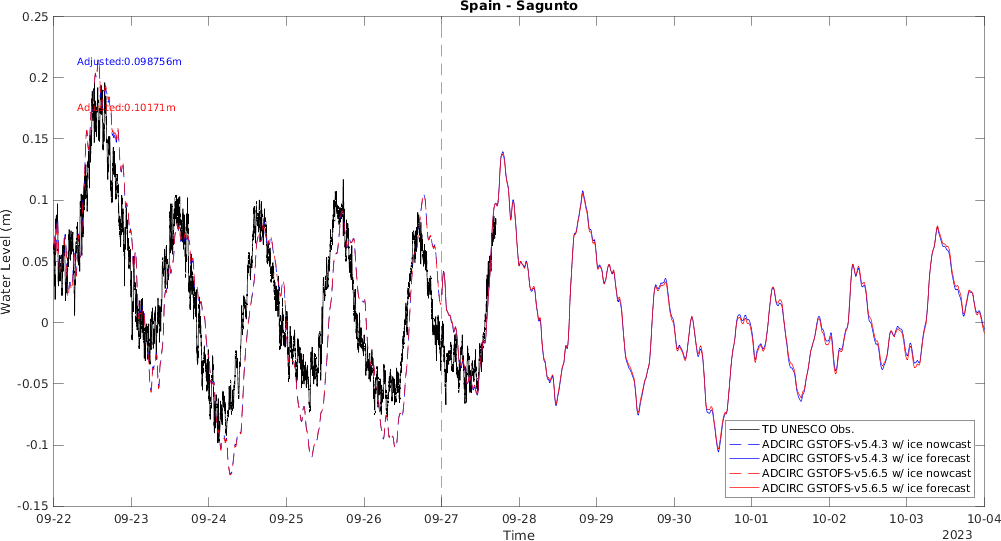 Spain - Sagunto
0.25
0.2
0.15
0.1
0.05
0
-0.05
-0.1
-0.15
Water Level (m)
Adjusted:0.098756m
Adjusted:0.10171m
TD UNESCO Obs.
ADCIRC GSTOFS-v5.4.3 w/ ice nowcast
ADCIRC GSTOFS-v5.4.3 w/ ice forecast
ADCIRC GSTOFS-v5.6.5 w/ ice nowcast
ADCIRC GSTOFS-v5.6.5 w/ ice forecast
09-22 09-23 09-24 09-25 09-26 09-27 09-28 09-29 09-30 10-01 10-02 10-03 10-04
Time
2023